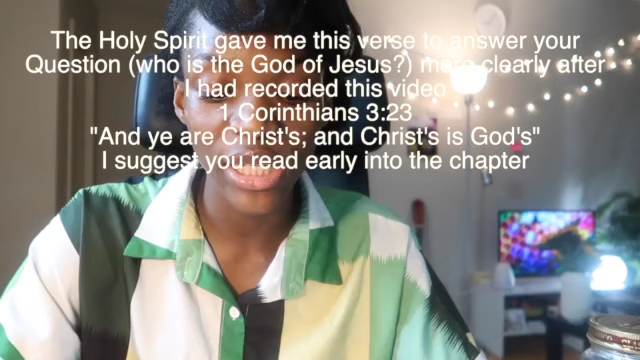 The Holy Spirit gave me this verse to answer your
Question (who is the God of Jesus?) more clearly after
I had recorded this video
1 Corinthians 3:23
"And ye are Christ's; and Christ's is God's"
I suggest you read early into the chapter